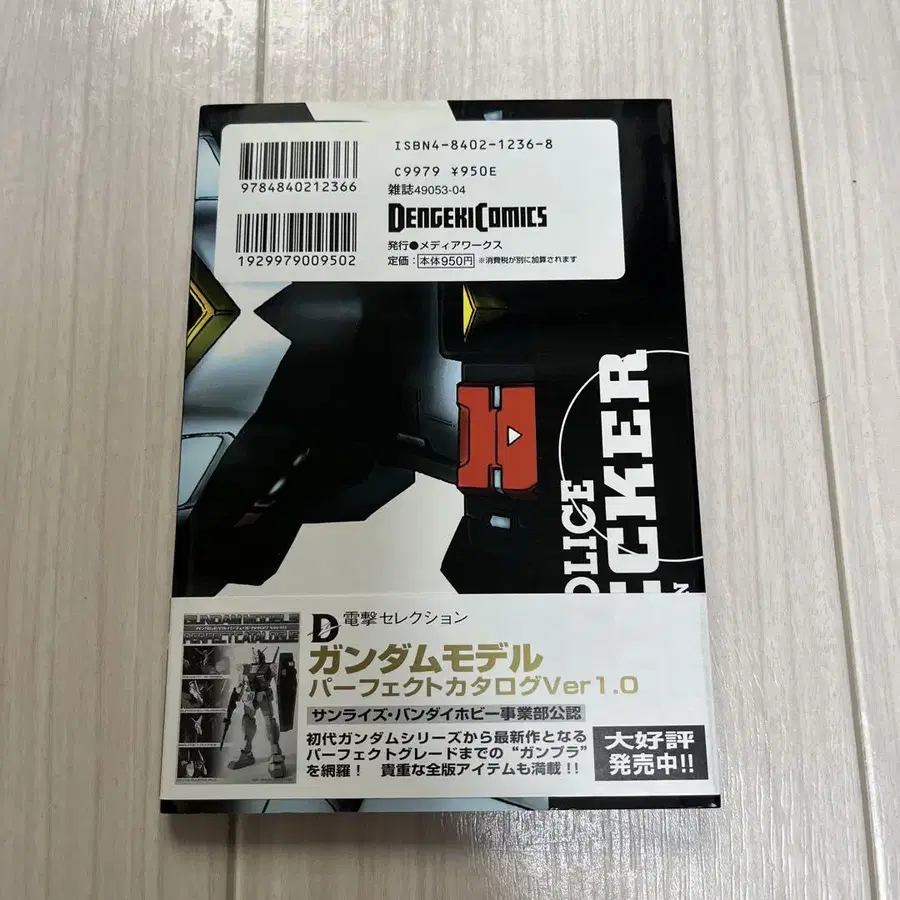 ISBN4-8402-1236-8
9784840212366
C9979 ¥950E
雑誌49053-04
DENGEKI COMICS
1929979009502
発行●メディアワークス
定価：本体950円 ※消費税が別に加算されます
OLICE
ECKER
N
GUNDAM MODELS
PERFECT CATALOGUE
D 電撃セレクション
ガンダムモデル
パーフェクトカタログVer1.0
サンライズ・バンダイホビー事業部公認
初代ガンダムシリーズから最新作となる
パーフェクトグレードまでの“ガンプラ”
を網羅！ 貴重な全版アイテムも満載!!
大好評
発売中!!